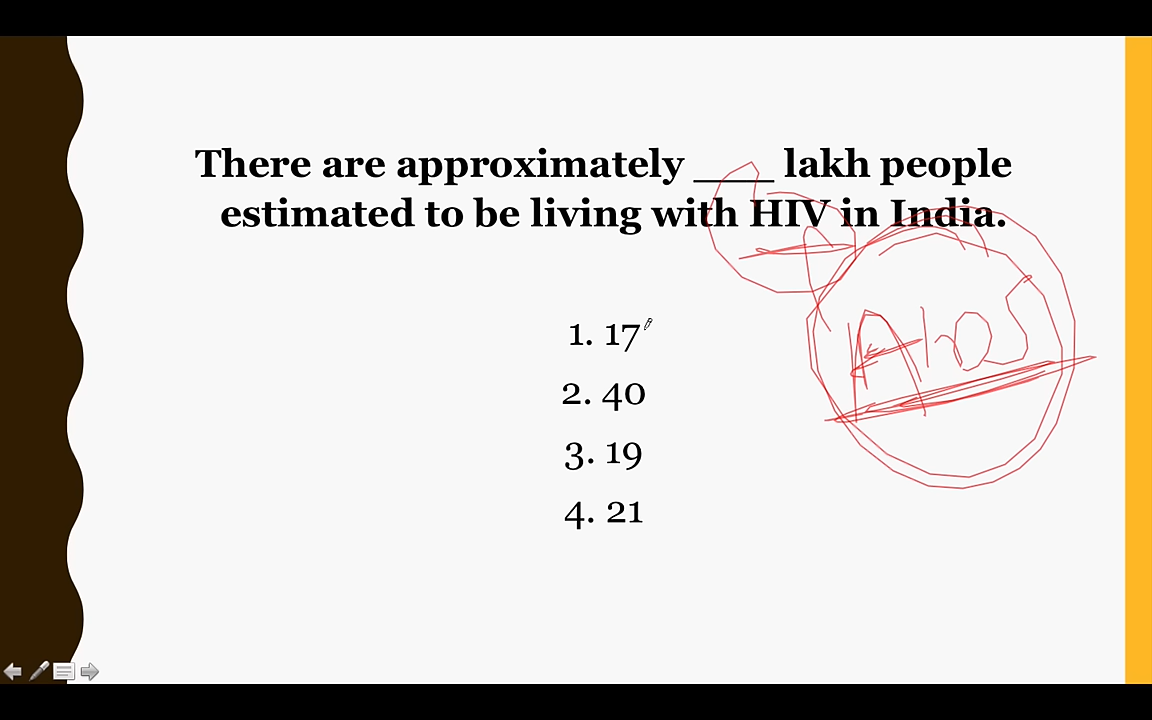 There are approximately ____ lakh people
estimated to be living with HIV in India.
1. 17
2. 40
3. 19
4. 21
AIDS